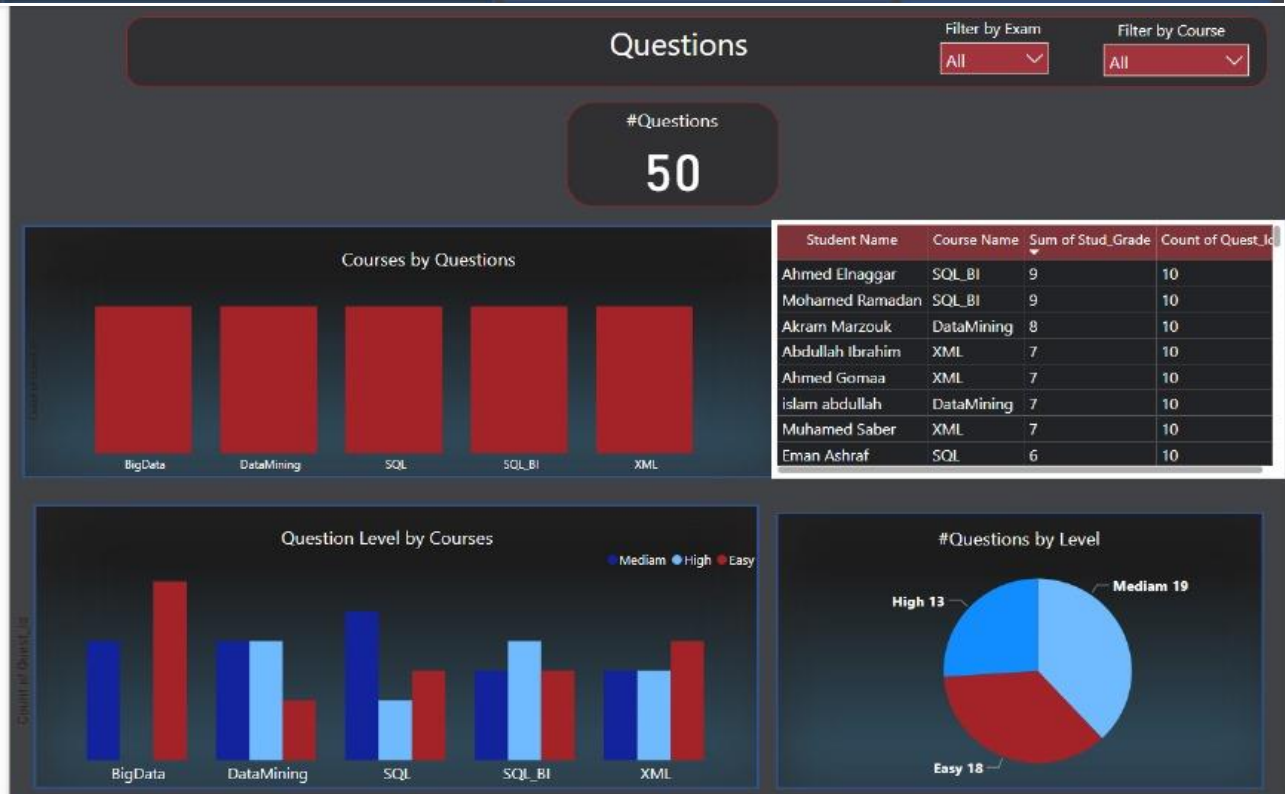 Questions
Filter by Exam
All
Filter by Course
All
#Questions
50
Courses by Questions
BigData DataMining SQL SQL_BI XML
Student Name Course Name Sum of Stud_Grade Count of Quest_Id
Ahmed Elnaggar SQL_BI 9 10
Mohamed Ramadan SQL_BI 9 10
Akram Marzouk DataMining 8 10
Abdullah Ibrahim XML 7 10
Ahmed Gomaa XML 7 10
islam abdullah DataMining 7 10
Muhamed Saber XML 7 10
Eman Ashraf SQL 6 10
Question Level by Courses
Mediam High Easy
Count of Quest_id
BigData DataMining SQL SQL_BI XML
#Questions by Level
High 13
Mediam 19
Easy 18